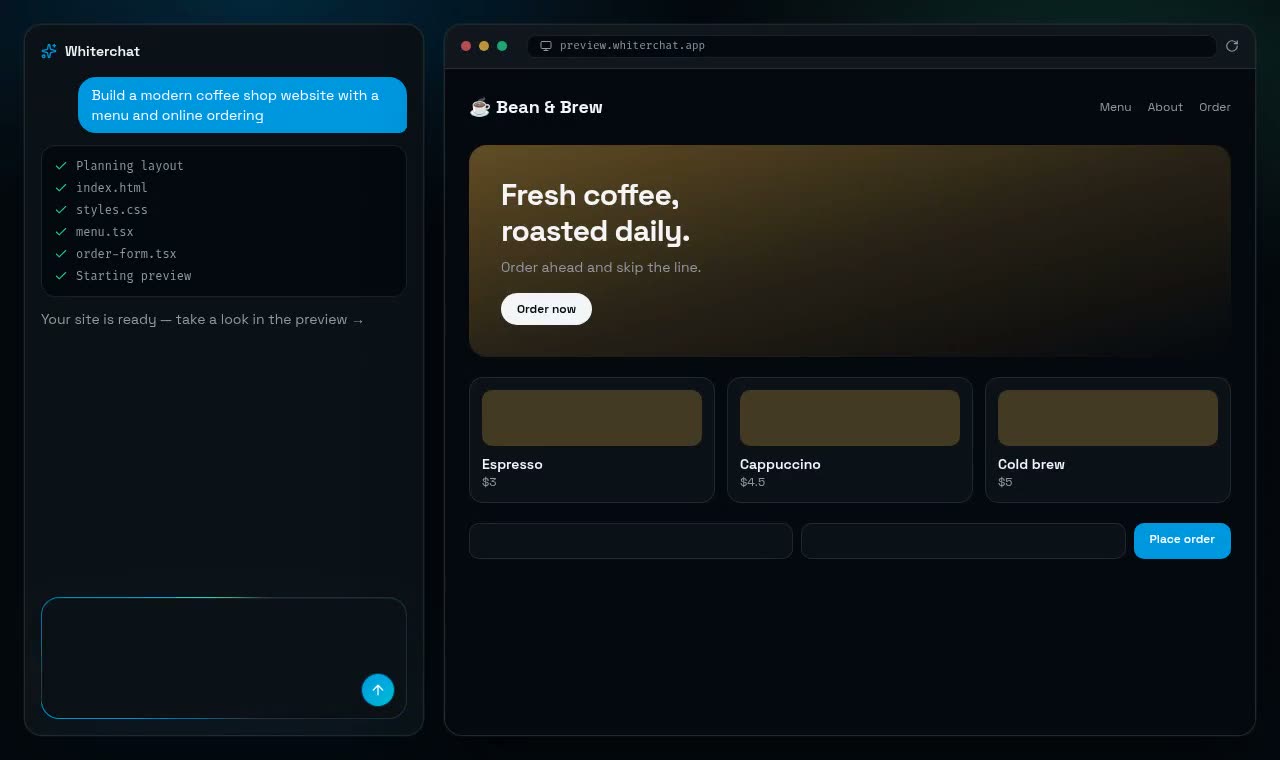 Whiterchat
Build a modern coffee shop website with a
menu and online ordering
Planning layout
index.html
styles.css
menu.tsx
order-form.tsx
Starting preview
Your site is ready — take a look in the preview →
preview.whiterchat.app
Bean & Brew
Menu About Order
Fresh coffee,
roasted daily.
Order ahead and skip the line.
Order now
Espresso
$3
Cappuccino
$4.5
Cold brew
$5
Place order